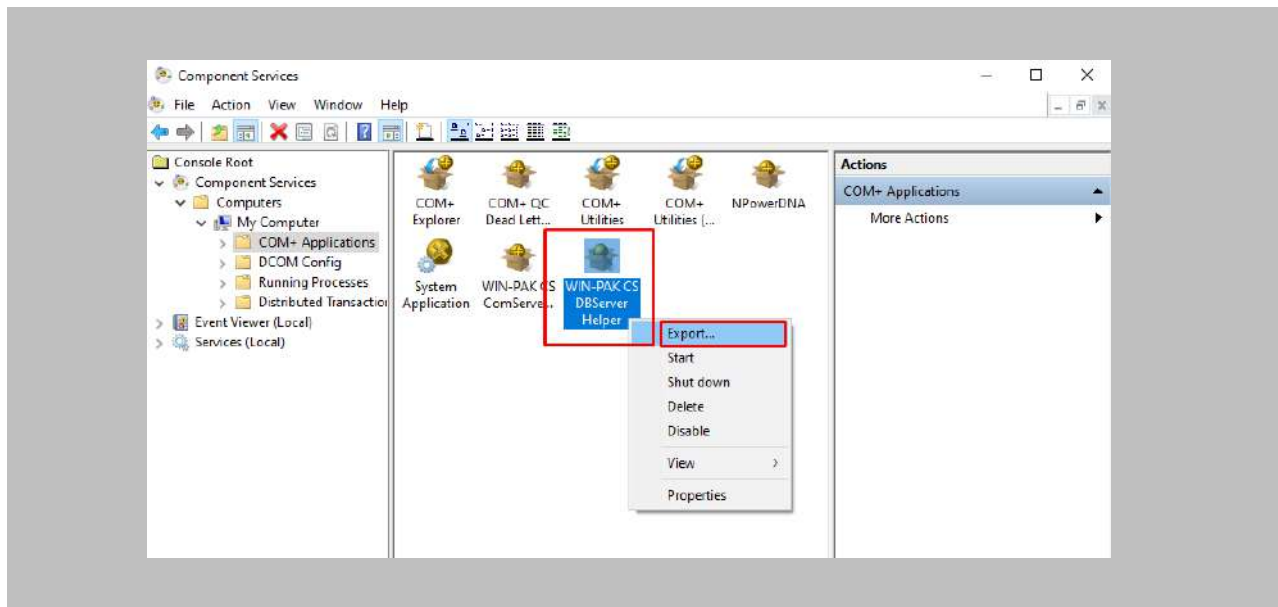 Component Services
File Action View Window Help
Console Root
Component Services
Computers
My Computer
COM+ Applications
DCOM Config
Running Processes
Distributed Transaction
Event Viewer (Local)
Services (Local)
COM+
Explorer
COM+ QC
Dead Lett...
COM+
Utilities
COM+
Utilities (...
NPowerDNA
System
Application
WIN-PAK CS
ComServe...
WIN-PAK CS
DBServer
Helper
Export...
Start
Shut down
Delete
Disable
View
Properties
Actions
COM+ Applications
More Actions